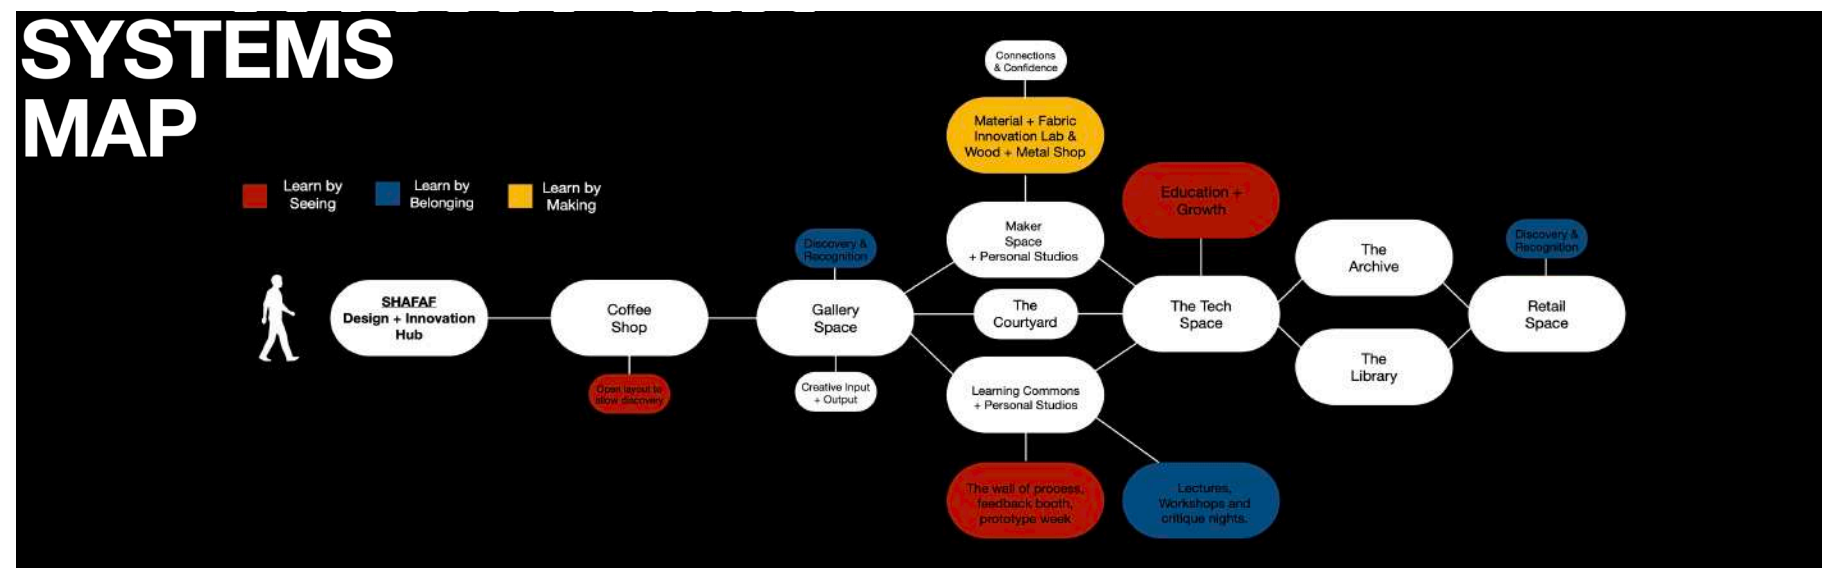 SYSTEMS
MAP
Learn by
Seeing
Learn by
Belonging
Learn by
Making
SHAFAF
Design + Innovation
Hub
Coffee
Shop
Open layout to
allow discovery
Discovery &
Recognition
Gallery
Space
Creative Input
+ Output
Connections
& Confidence
Material + Fabric
Innovation Lab &
Wood + Metal Shop
Maker
Space
+ Personal Studios
The
Courtyard
Learning Commons
+ Personal Studios
The wall of process,
feedback booth,
prototype week
Lectures,
Workshops and
critique nights.
Education +
Growth
The Tech
Space
The
Archive
The
Library
Discovery &
Recognition
Retail
Space